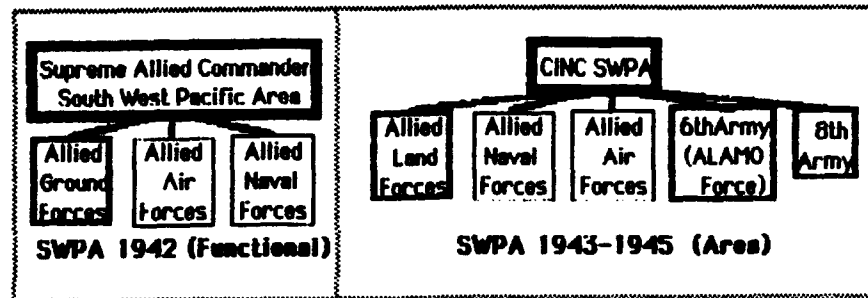 Supreme Allied Commander
South West Pacific Area
Allied
Ground
Forces
Allied
Air
Forces
Allied
Naval
Forces
SWPA 1942 (Functional)
CINC SWPA
Allied
Land
Forces
Allied
Naval
Forces
Allied
Air
Forces
6thArmy
(ALAMO
Force)
8th
Army
SWPA 1943-1945 (Area)